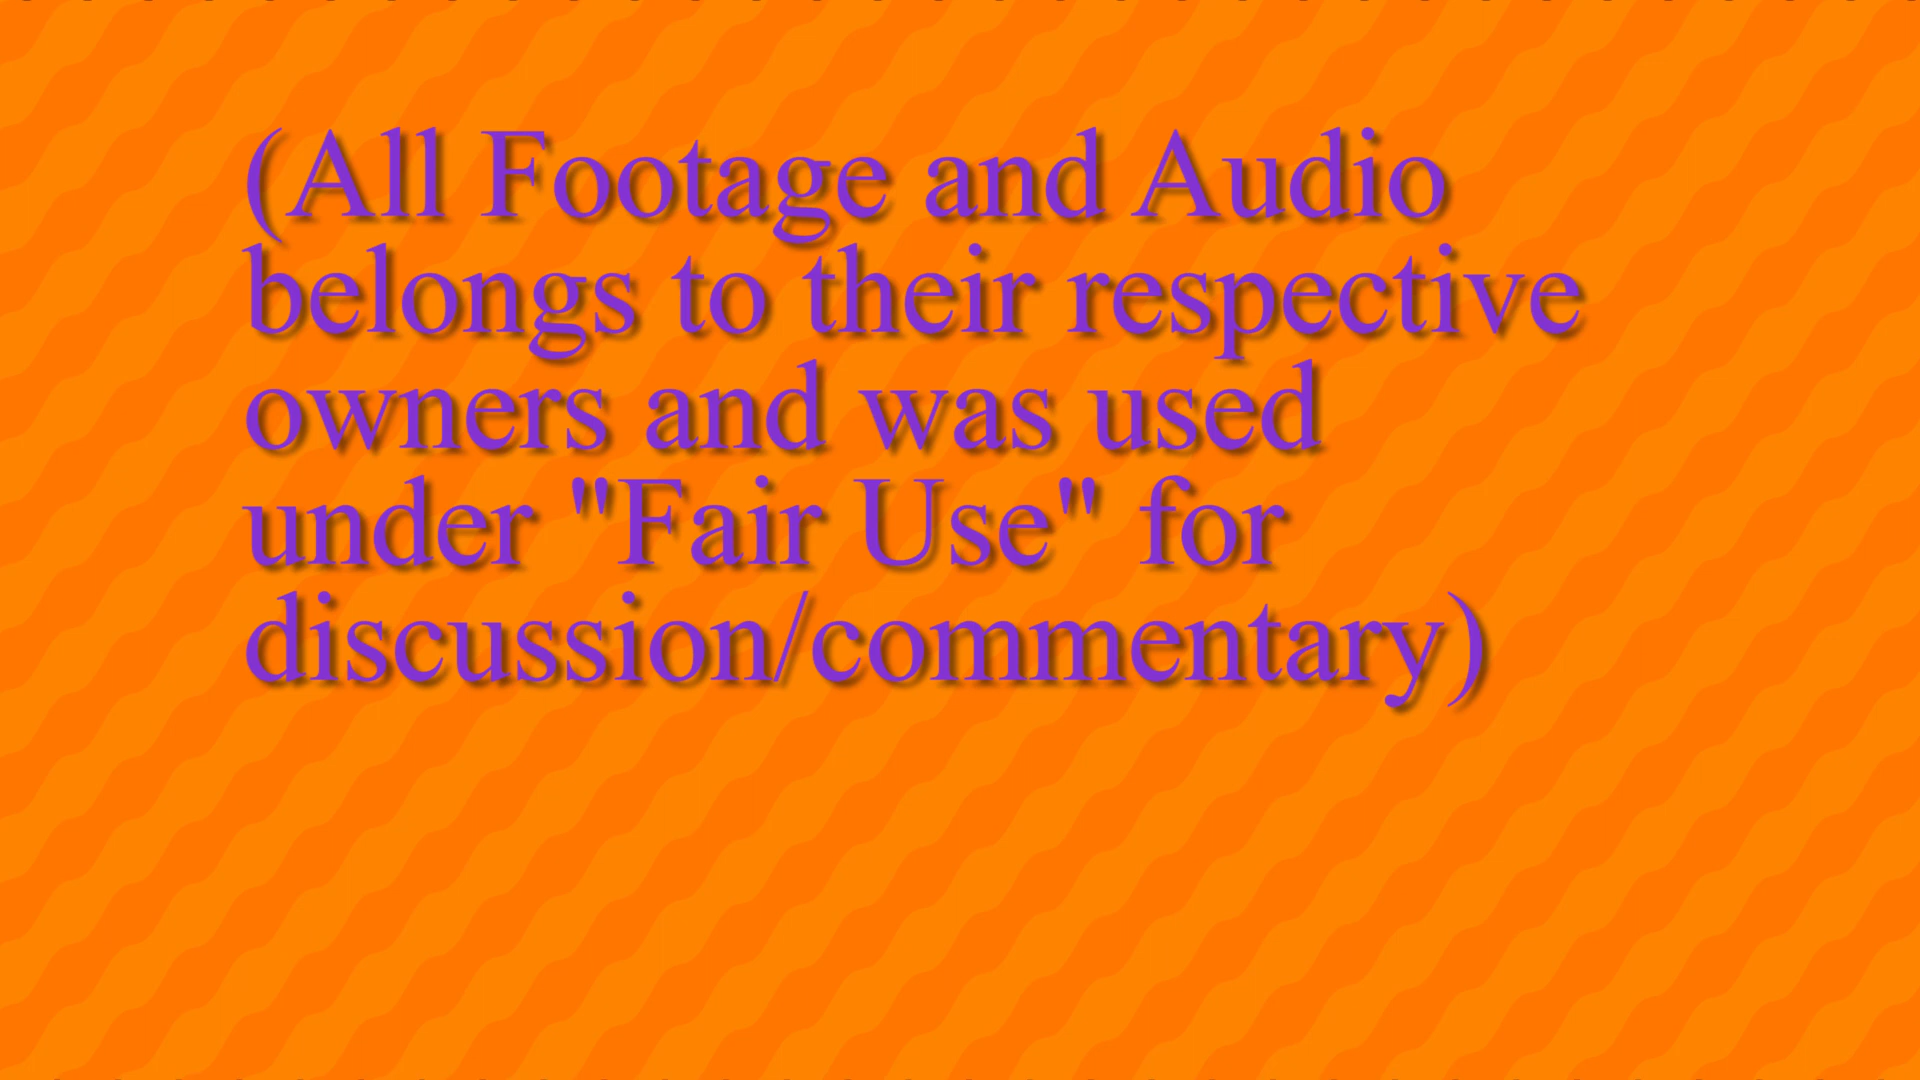 (All Footage and Audio
belongs to their respective
owners and was used
under "Fair Use" for
discussion/commentary)